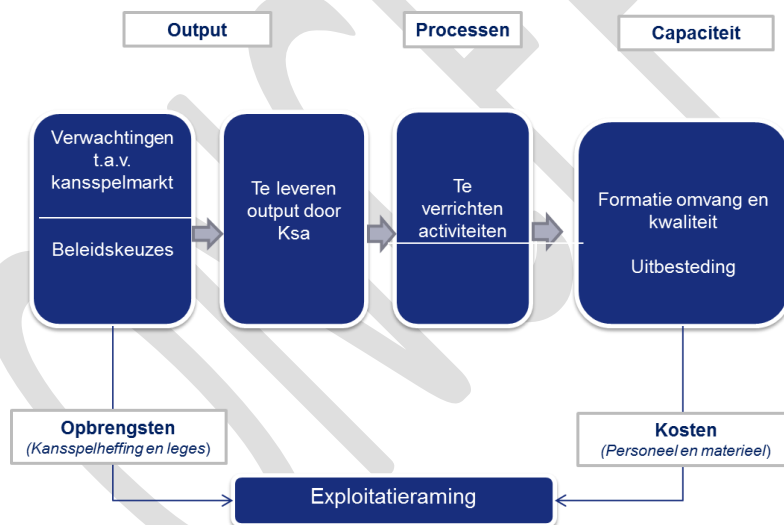 Output
Processen
Capaciteit
Verwachtingen
t.a.v.
kansspelmarkt
Beleidskeuzes
Te leveren
output door
Ksa
Te
verrichten
activiteiten
Formatie omvang en
kwaliteit
Uitbesteding
Opbrengsten
(Kansspelheffing en leges)
Kosten
(Personeel en materieel)
Exploitatieraming